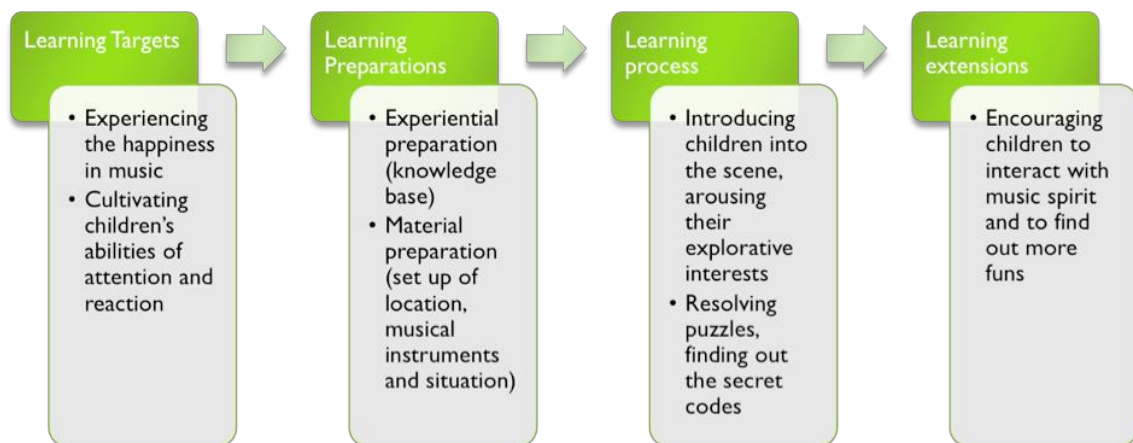 Learning Targets
• Experiencing
the happiness
in music
• Cultivating
children's
abilities of
attention and
reaction
Learning
Preparations
• Experiential
preparation
(knowledge
base)
• Material
preparation
(set up of
location,
musical
instruments
and situation)
Learning
process
• Introducing
children into
the scene,
arousing
their
explorative
interests
• Resolving
puzzles,
finding out
the secret
codes
Learning
extensions
• Encouraging
children to
interact with
music spirit
and to find
out more
funs